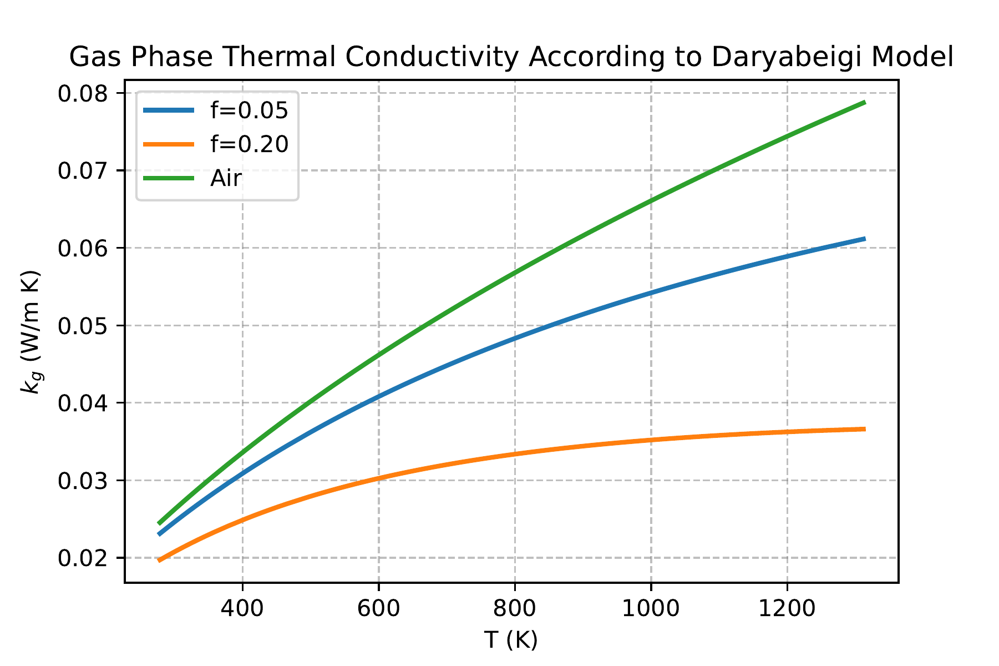 Gas Phase Thermal Conductivity According to Daryabeigi Model
0.08
0.07
0.06
0.05
0.04
0.03
0.02
k_g (W/m K)
f=0.05
f=0.20
Air
400 600 800 1000 1200
T (K)